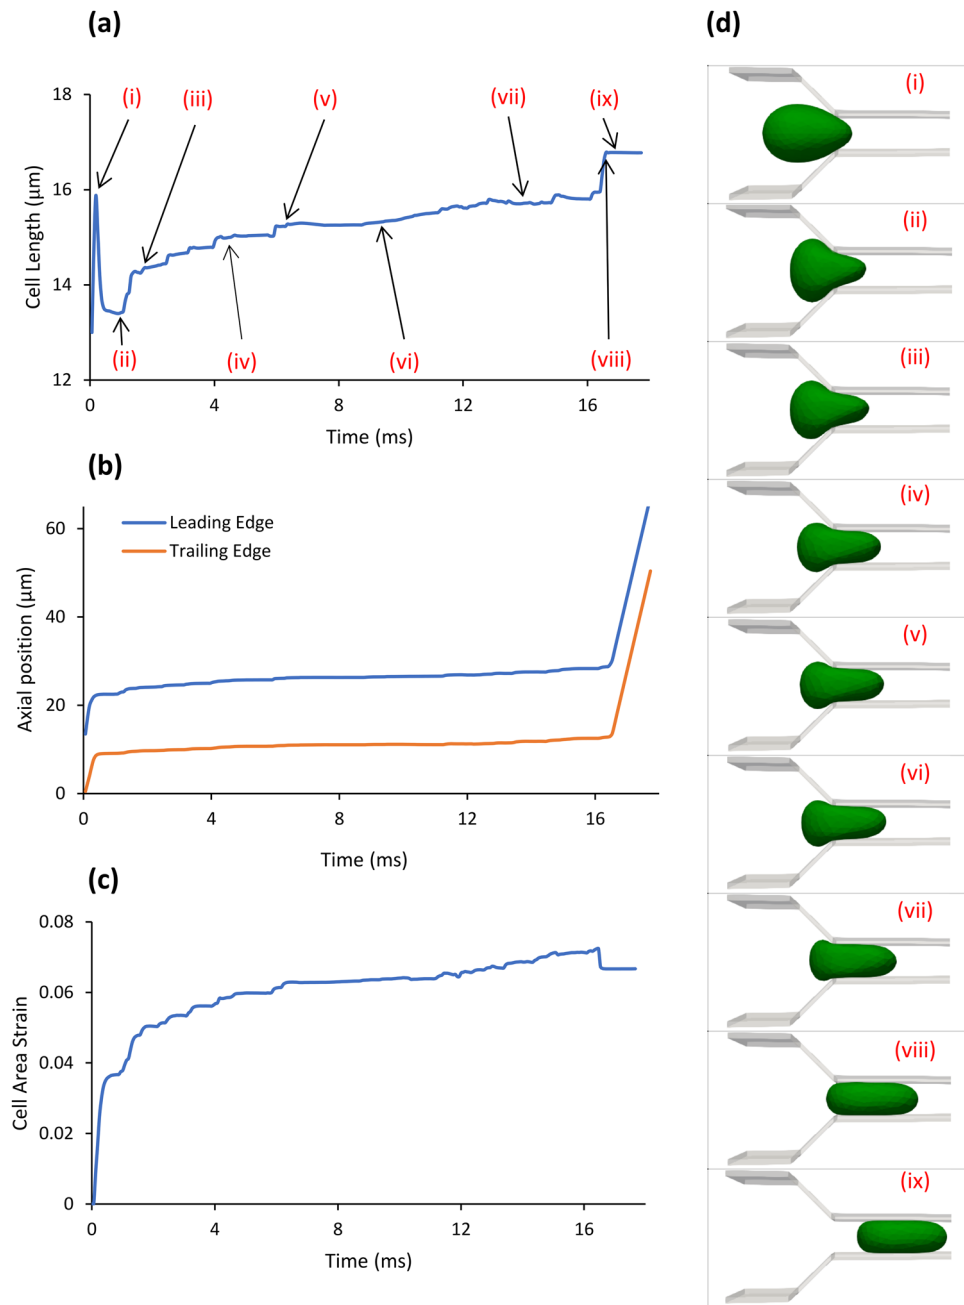 (a)
18
16
14
12
Cell Length (μm)
(i)
(iii)
(v)
(vii)
(ix)
(ii)
(iv)
(vi)
(viii)
0
4
8
12
16
Time (ms)
(b)
60
40
20
0
Axial position (μm)
Leading Edge
Trailing Edge
0
4
8
12
16
Time (ms)
(c)
0.08
0.06
0.04
0.02
0
Cell Area Strain
0
4
8
12
16
Time (ms)
(d)
(i)
(ii)
(iii)
(iv)
(v)
(vi)
(vii)
(viii)
(ix)